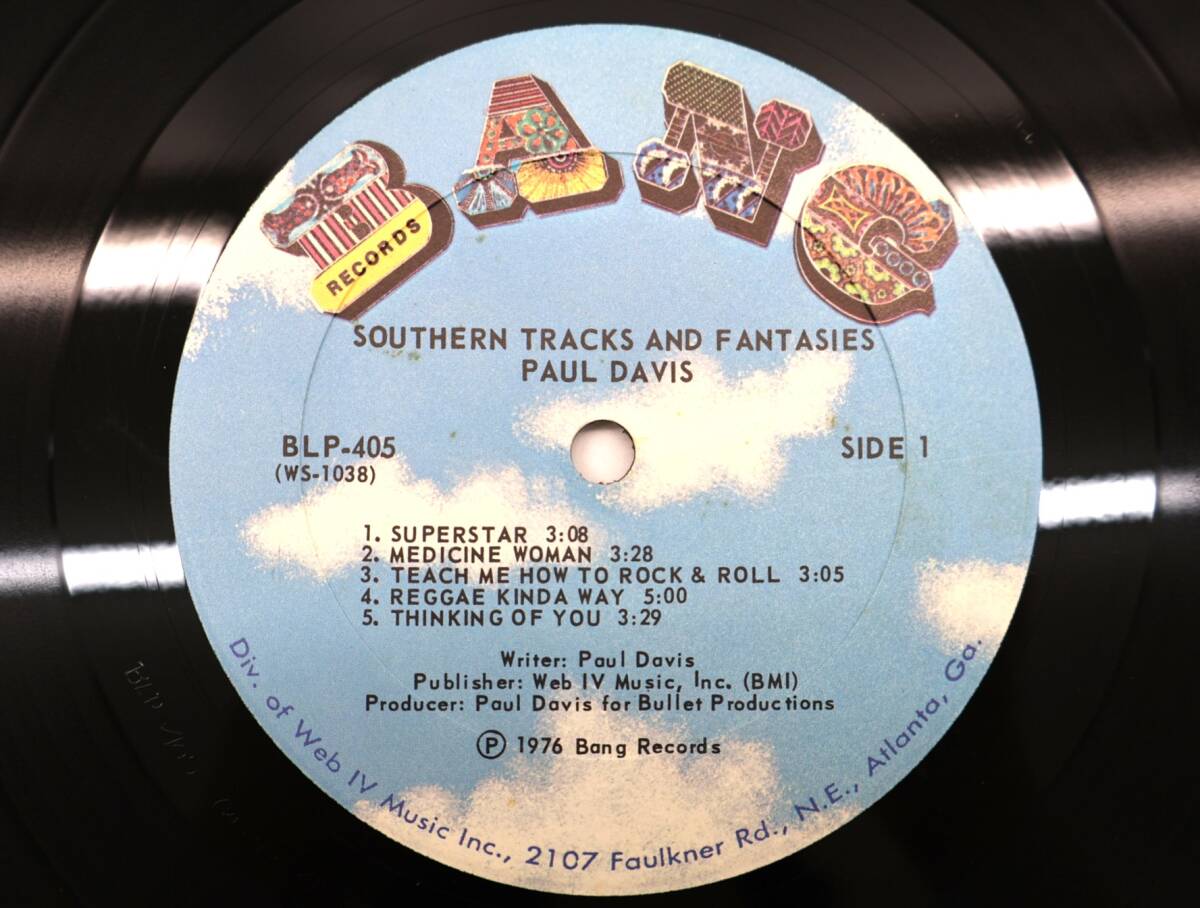 BANG
RECORDS
SOUTHERN TRACKS AND FANTASIES
PAUL DAVIS
BLP-405
(WS-1038)
SIDE 1
1. SUPERSTAR 3:08
2. MEDICINE WOMAN 3:28
3. TEACH ME HOW TO ROCK & ROLL 3:05
4. REGGAE KINDA WAY 5:00
5. THINKING OF YOU 3:29
Writer: Paul Davis
Publisher: Web IV Music, Inc. (BMI)
Producer: Paul Davis for Bullet Productions
Ⓟ 1976 Bang Records
Div. of Web IV Music Inc., 2107 Faulkner Rd., N.E., Atlanta, Ga.